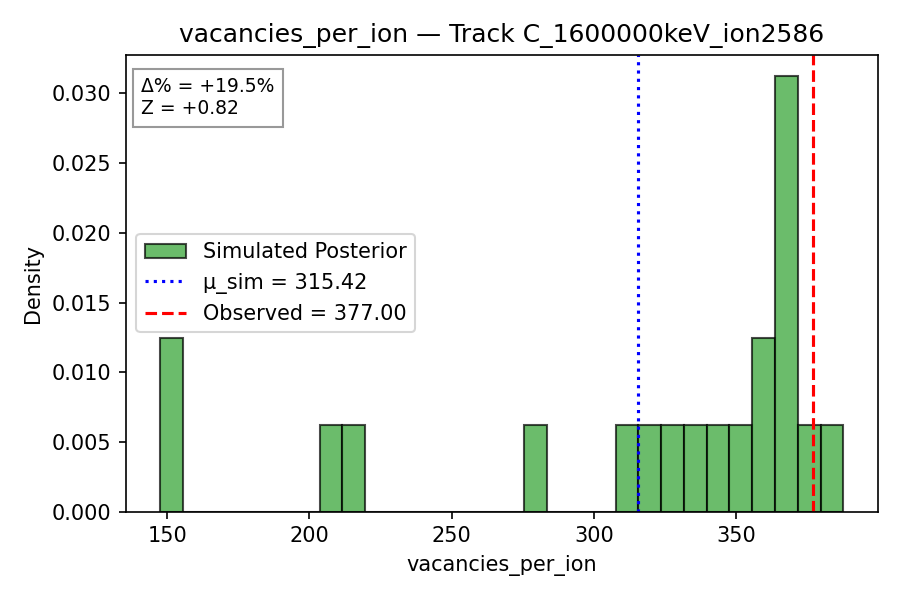 vacancies_per_ion — Track C_1600000keV_ion2586
Δ% = +19.5%
Z = +0.82
Simulated Posterior
μ_sim = 315.42
Observed = 377.00
Density
0.030
0.025
0.020
0.015
0.010
0.005
0.000
150
200
250
300
350
vacancies_per_ion